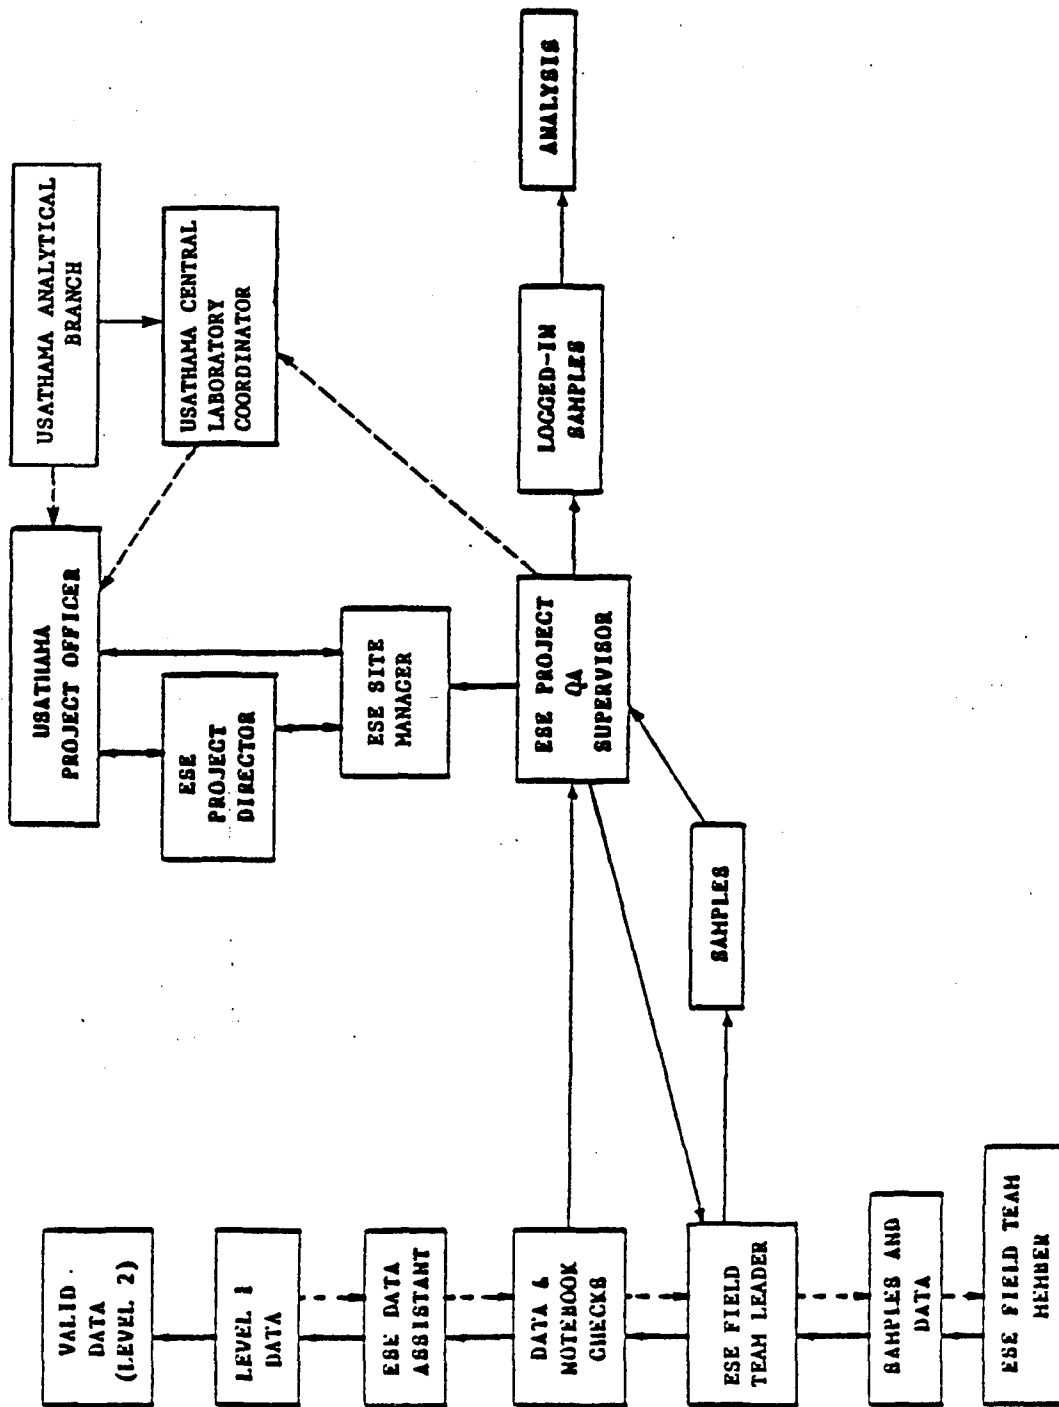 USATHAMA ANALYTICAL
BRANCH
USATHAMA CENTRAL
LABORATORY
COORDINATOR
USATHAMA
PROJECT OFFICER
ESE
PROJECT
DIRECTOR
ESE SITE
MANAGER
ESE PROJECT
QA
SUPERVISOR
LOGGED-IN
SAMPLES
ANALYSIS
SAMPLES
VALID
DATA
(LEVEL 2)
LEVEL 1
DATA
ESE DATA
ASSISTANT
DATA &
NOTEBOOK
CHECKS
ESE FIELD
TEAM LEADER
SAMPLES AND
DATA
ESE FIELD TEAM
MEMBER